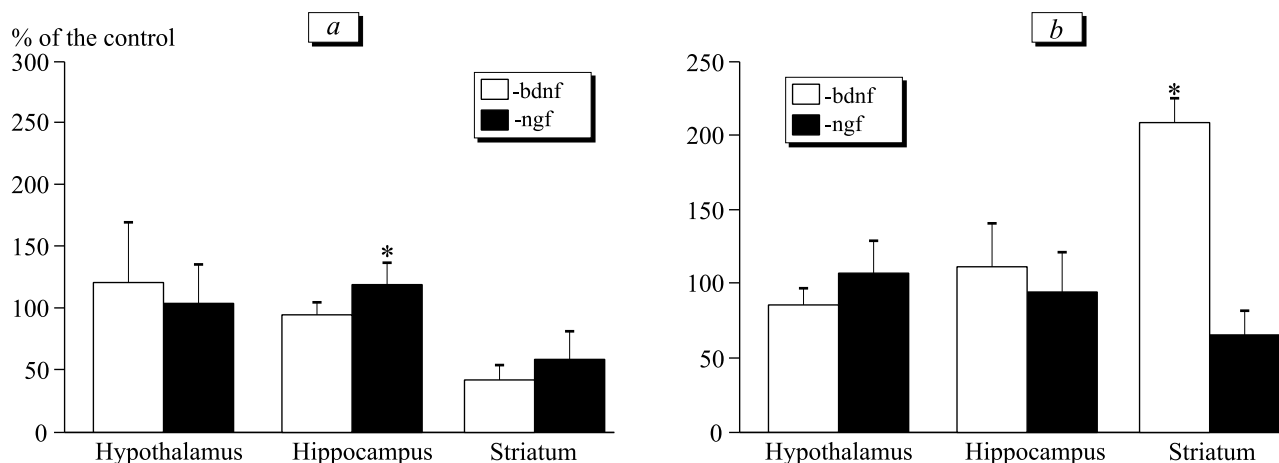 a
% of the control
300
250
200
150
100
50
0
-bdnf
-ngf
*
Hypothalamus Hippocampus Striatum
b
250
200
150
100
50
0
-bdnf
-ngf
*
Hypothalamus Hippocampus Striatum